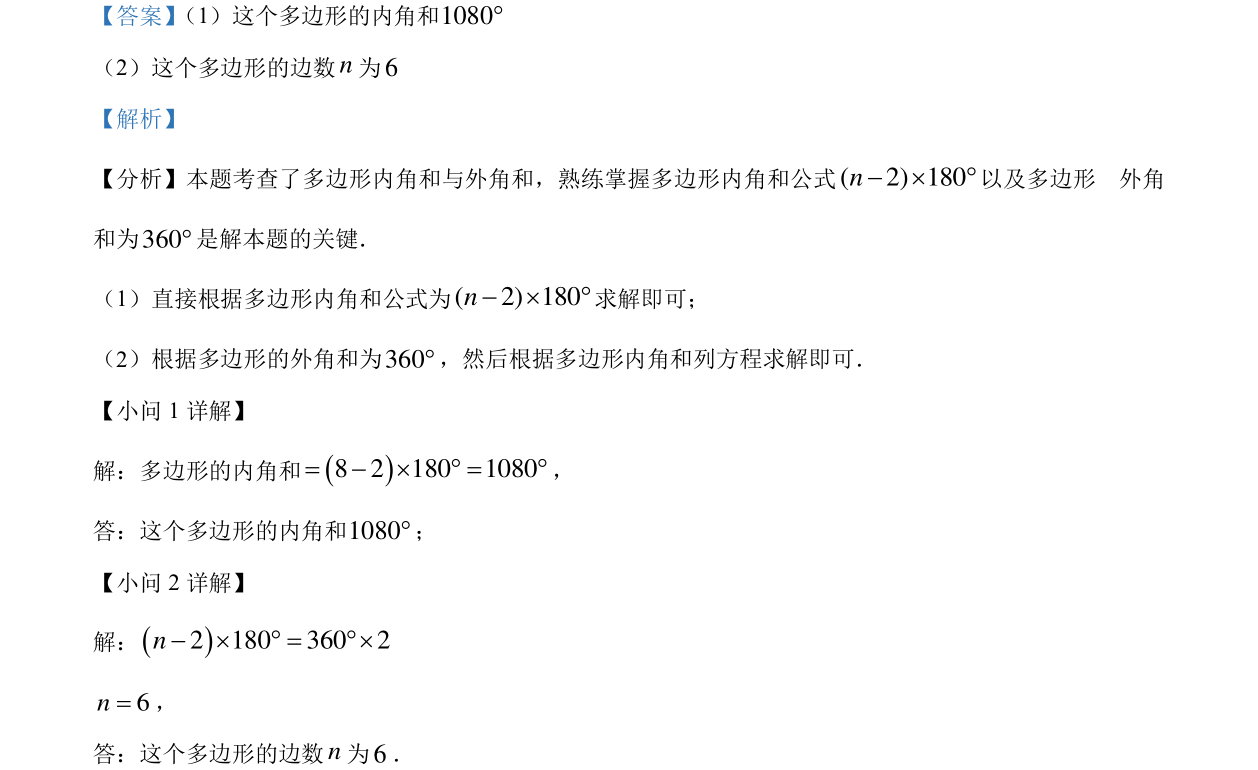 【答案】（1）这个多边形的内角和1080°
（2）这个多边形的边数 n 为 6
【解析】
【分析】本题考查了多边形内角和与外角和，熟练掌握多边形内角和公式(n−2)×180°以及多边形　外角
和为360°是解本题的关键．
（1）直接根据多边形内角和公式为(n−2)×180°求解即可；
（2）根据多边形的外角和为360°，然后根据多边形内角和列方程求解即可．
【小问 1 详解】
解：多边形的内角和=(8−2)×180°=1080°，
答：这个多边形的内角和1080°；
【小问 2 详解】
解：(n−2)×180°=360°×2
n=6，
答：这个多边形的边数 n 为 6．